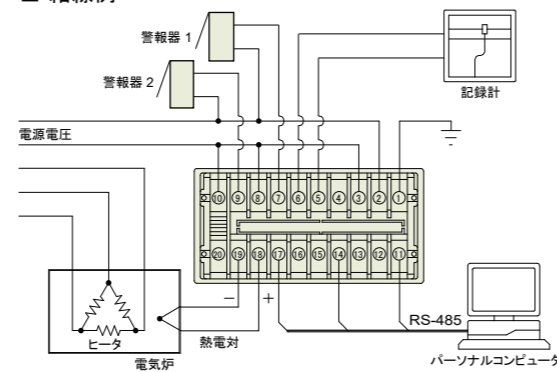 ■ 結線例
警報器 1
警報器 2
記録計
電源電圧
⑩ ⑨ ⑧ ⑦ ⑥ ⑤ ④ ③ ② ①
⑳ ⑲ ⑱ ⑰ ⑯ ⑮ ⑭ ⑬ ⑫ ⑪
− +
RS-485
ヒータ
熱電対
電気炉
パーソナルコンピュータ